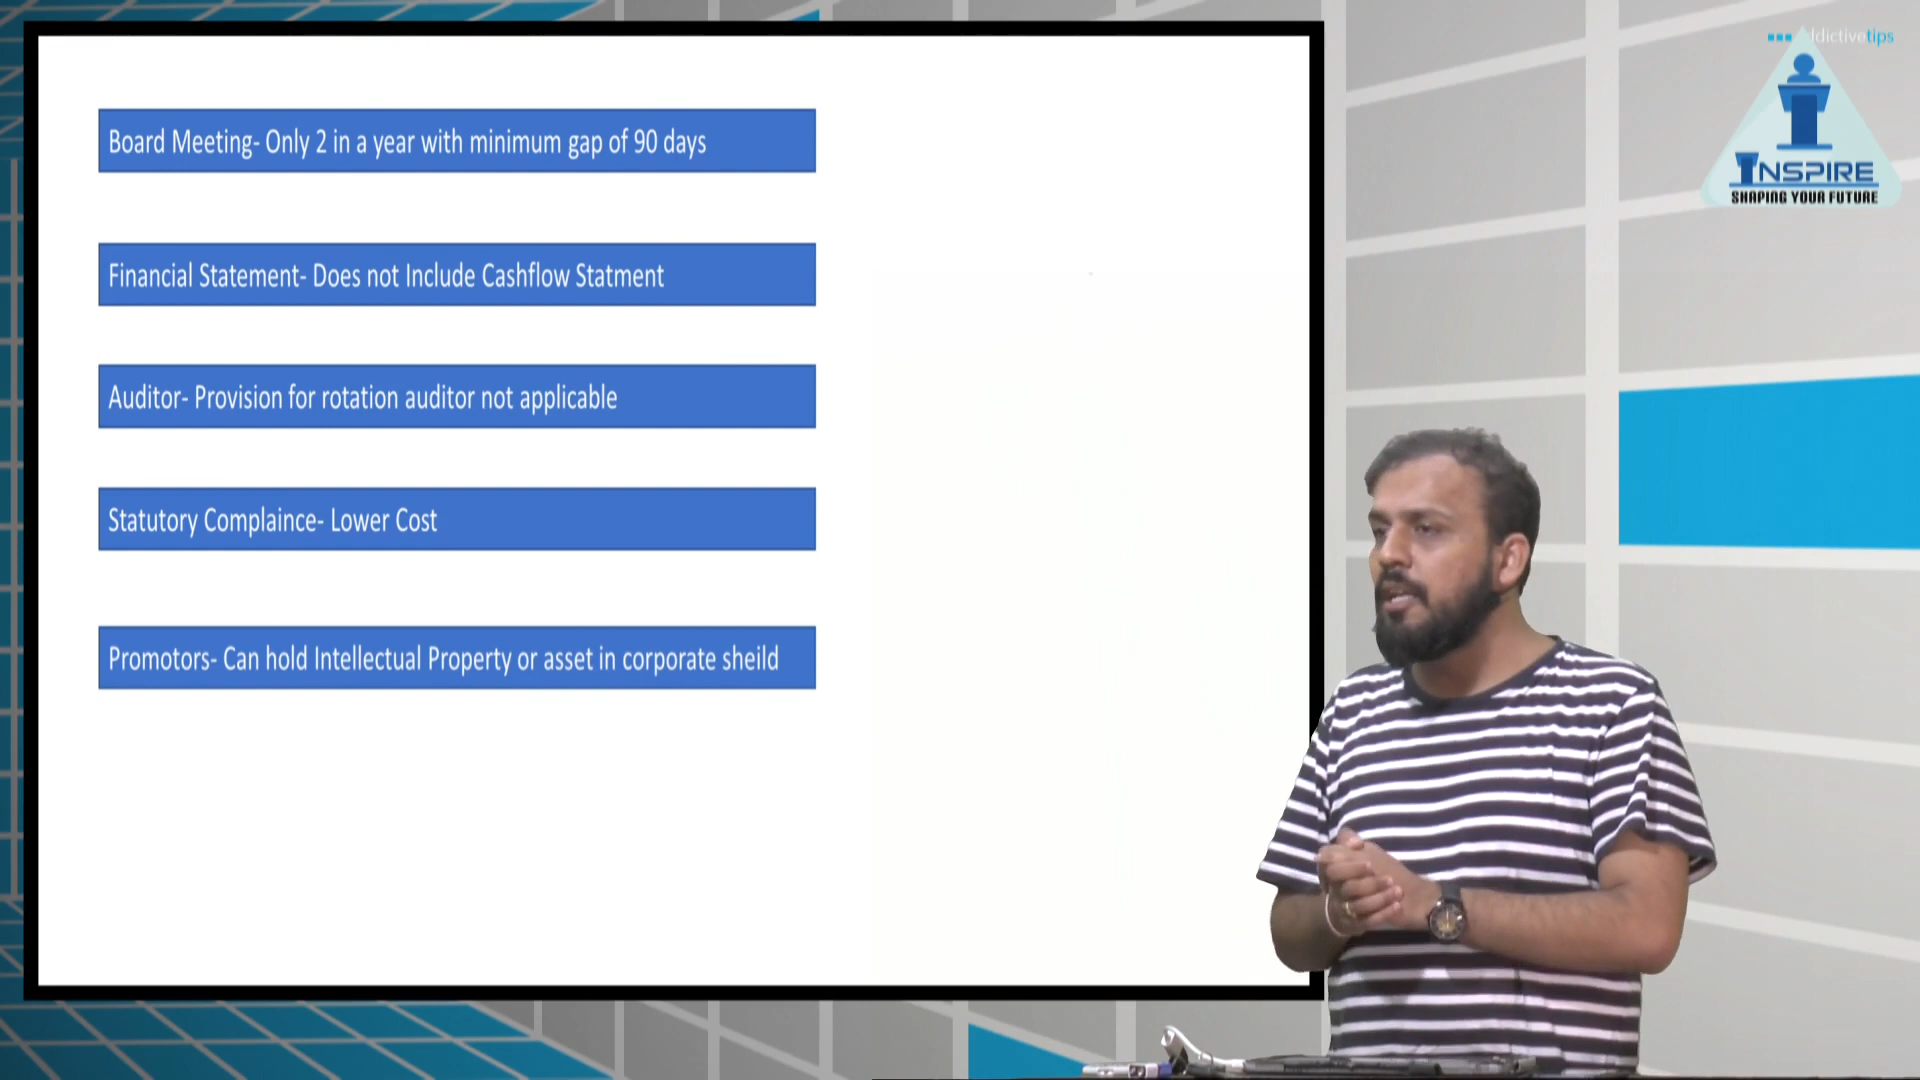 Board Meeting- Only 2 in a year with minimum gap of 90 days
Financial Statement- Does not Include Cashflow Statment
Auditor- Provision for rotation auditor not applicable
Statutory Complaince- Lower Cost
Promotors- Can hold Intellectual Property or asset in corporate sheild
dictivetips
INSPIRE
SHAPING YOUR FUTURE